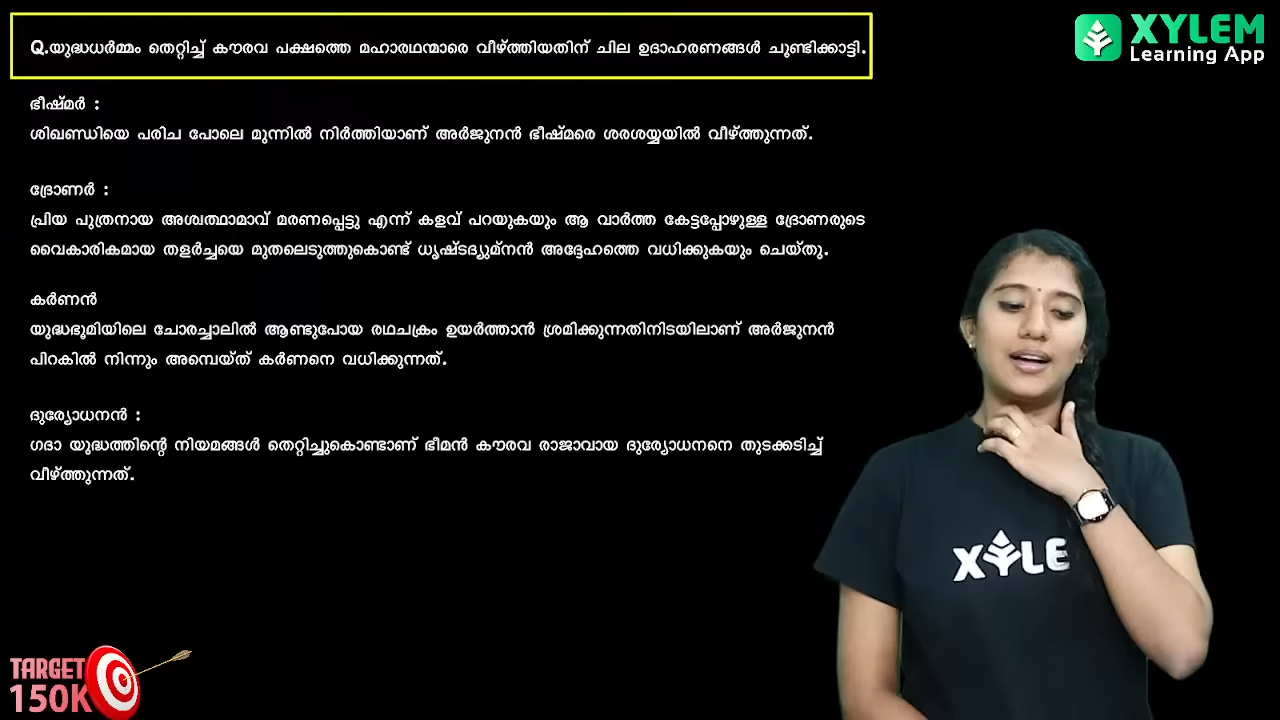 Q.യുദ്ധധർമ്മം തെറ്റിച്ച് കൗരവ പക്ഷത്തെ മഹാരഥന്മാരെ വീഴ്ത്തിയതിന് ചില ഉദാഹരണങ്ങൾ ചൂണ്ടിക്കാട്ടി.
XYLEM
Learning App
ഭീഷ്മർ :
ശിഖണ്ഡിയെ പരിച പോലെ മുന്നിൽ നിർത്തിയാണ് അർജുനൻ ഭീഷ്മരെ ശരശയ്യയിൽ വീഴ്ത്തുന്നത്.
ദ്രോണർ :
പ്രിയ പുത്രനായ അശ്വത്ഥാമാവ് മരണപ്പെട്ടു എന്ന് കളവ് പറയുകയും ആ വാർത്ത കേട്ടപ്പോഴുള്ള ദ്രോണരുടെ
വൈകാരികമായ തളർച്ചയെ മുതലെടുത്തുകൊണ്ട് ധൃഷ്ടദ്യുമ്നൻ അദ്ദേഹത്തെ വധിക്കുകയും ചെയ്തു.
കർണൻ
യുദ്ധഭൂമിയിലെ ചോരച്ചാലിൽ ആണ്ടുപോയ രഥചക്രം ഉയർത്താൻ ശ്രമിക്കുന്നതിനിടയിലാണ് അർജുനൻ
പിറകിൽ നിന്നും അമ്പെയ്ത് കർണനെ വധിക്കുന്നത്.
ദുര്യോധനൻ :
ഗദാ യുദ്ധത്തിന്റെ നിയമങ്ങൾ തെറ്റിച്ചുകൊണ്ടാണ് ഭീമൻ കൗരവ രാജാവായ ദുര്യോധനനെ തുടക്കടിച്ച്
വീഴ്ത്തുന്നത്.
XYLE
TARGET
150K